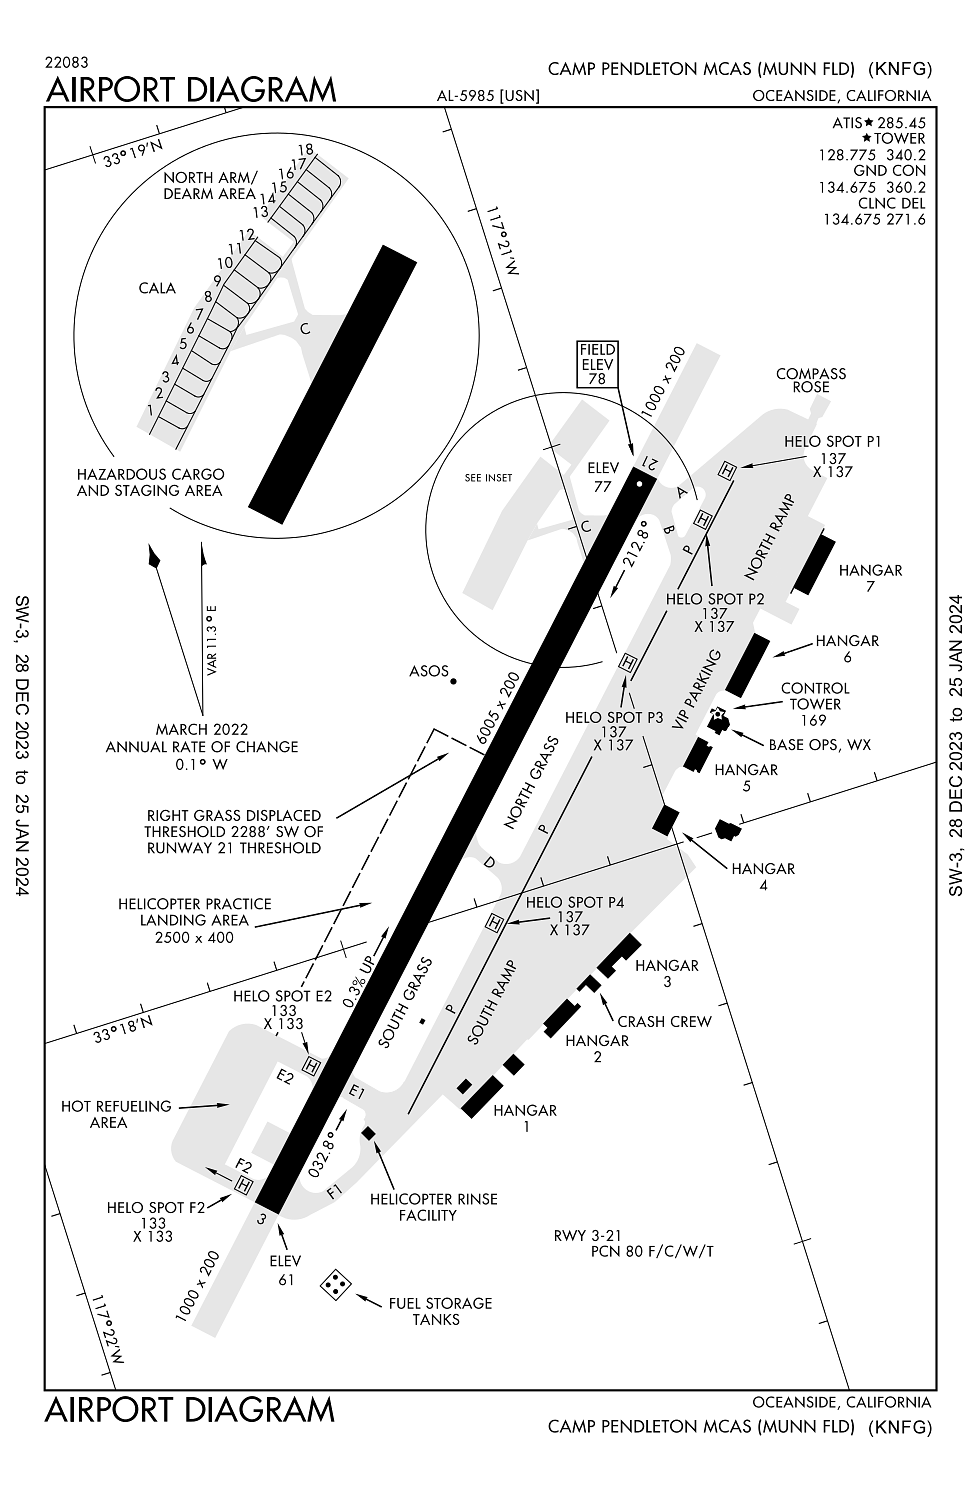 22083
AIRPORT DIAGRAM
AL-5985 [USN]
CAMP PENDLETON MCAS (MUNN FLD) (KNFG)
OCEANSIDE, CALIFORNIA
ATIS★ 285.45
★TOWER
128.775 340.2
GND CON
134.675 360.2
CLNC DEL
134.675 271.6
33°19'N
NORTH ARM/
DEARM AREA
18
17
16
15
14
13
12
11
10
9
8
7
6
5
4
3
2
1
CALA
C
HAZARDOUS CARGO
AND STAGING AREA
117°21'W
FIELD
ELEV
78
1000 x 200
COMPASS
ROSE
HELO SPOT P1
137
X 137
SEE INSET
ELEV
77
21
A
B
C
P
H
H
212.8°
NORTH RAMP
HANGAR
7
HELO SPOT P2
137
X 137
VAR 11.3° E
MARCH 2022
ANNUAL RATE OF CHANGE
0.1° W
ASOS
6005 x 200
H
HELO SPOT P3
137
X 137
VIP PARKING
HANGAR
6
CONTROL
TOWER
169
BASE OPS, WX
HANGAR
5
RIGHT GRASS DISPLACED
THRESHOLD 2288' SW OF
RUNWAY 21 THRESHOLD
NORTH GRASS
P
D
HANGAR
4
HELICOPTER PRACTICE
LANDING AREA
2500 x 400
HELO SPOT P4
137
X 137
H
0.3% UP
SOUTH GRASS
P
SOUTH RAMP
HANGAR
3
CRASH CREW
HANGAR
2
33°18'N
HELO SPOT E2
133
X 133
H
E2
E1
HOT REFUELING
AREA
HANGAR
1
032.8°
F2
H
F1
HELO SPOT F2
133
X 133
3
HELICOPTER RINSE
FACILITY
ELEV
61
1000 x 200
RWY 3-21
PCN 80 F/C/W/T
FUEL STORAGE
TANKS
117°22'W
SW-3, 28 DEC 2023 to 25 JAN 2024
SW-3, 28 DEC 2023 to 25 JAN 2024
AIRPORT DIAGRAM
OCEANSIDE, CALIFORNIA
CAMP PENDLETON MCAS (MUNN FLD) (KNFG)